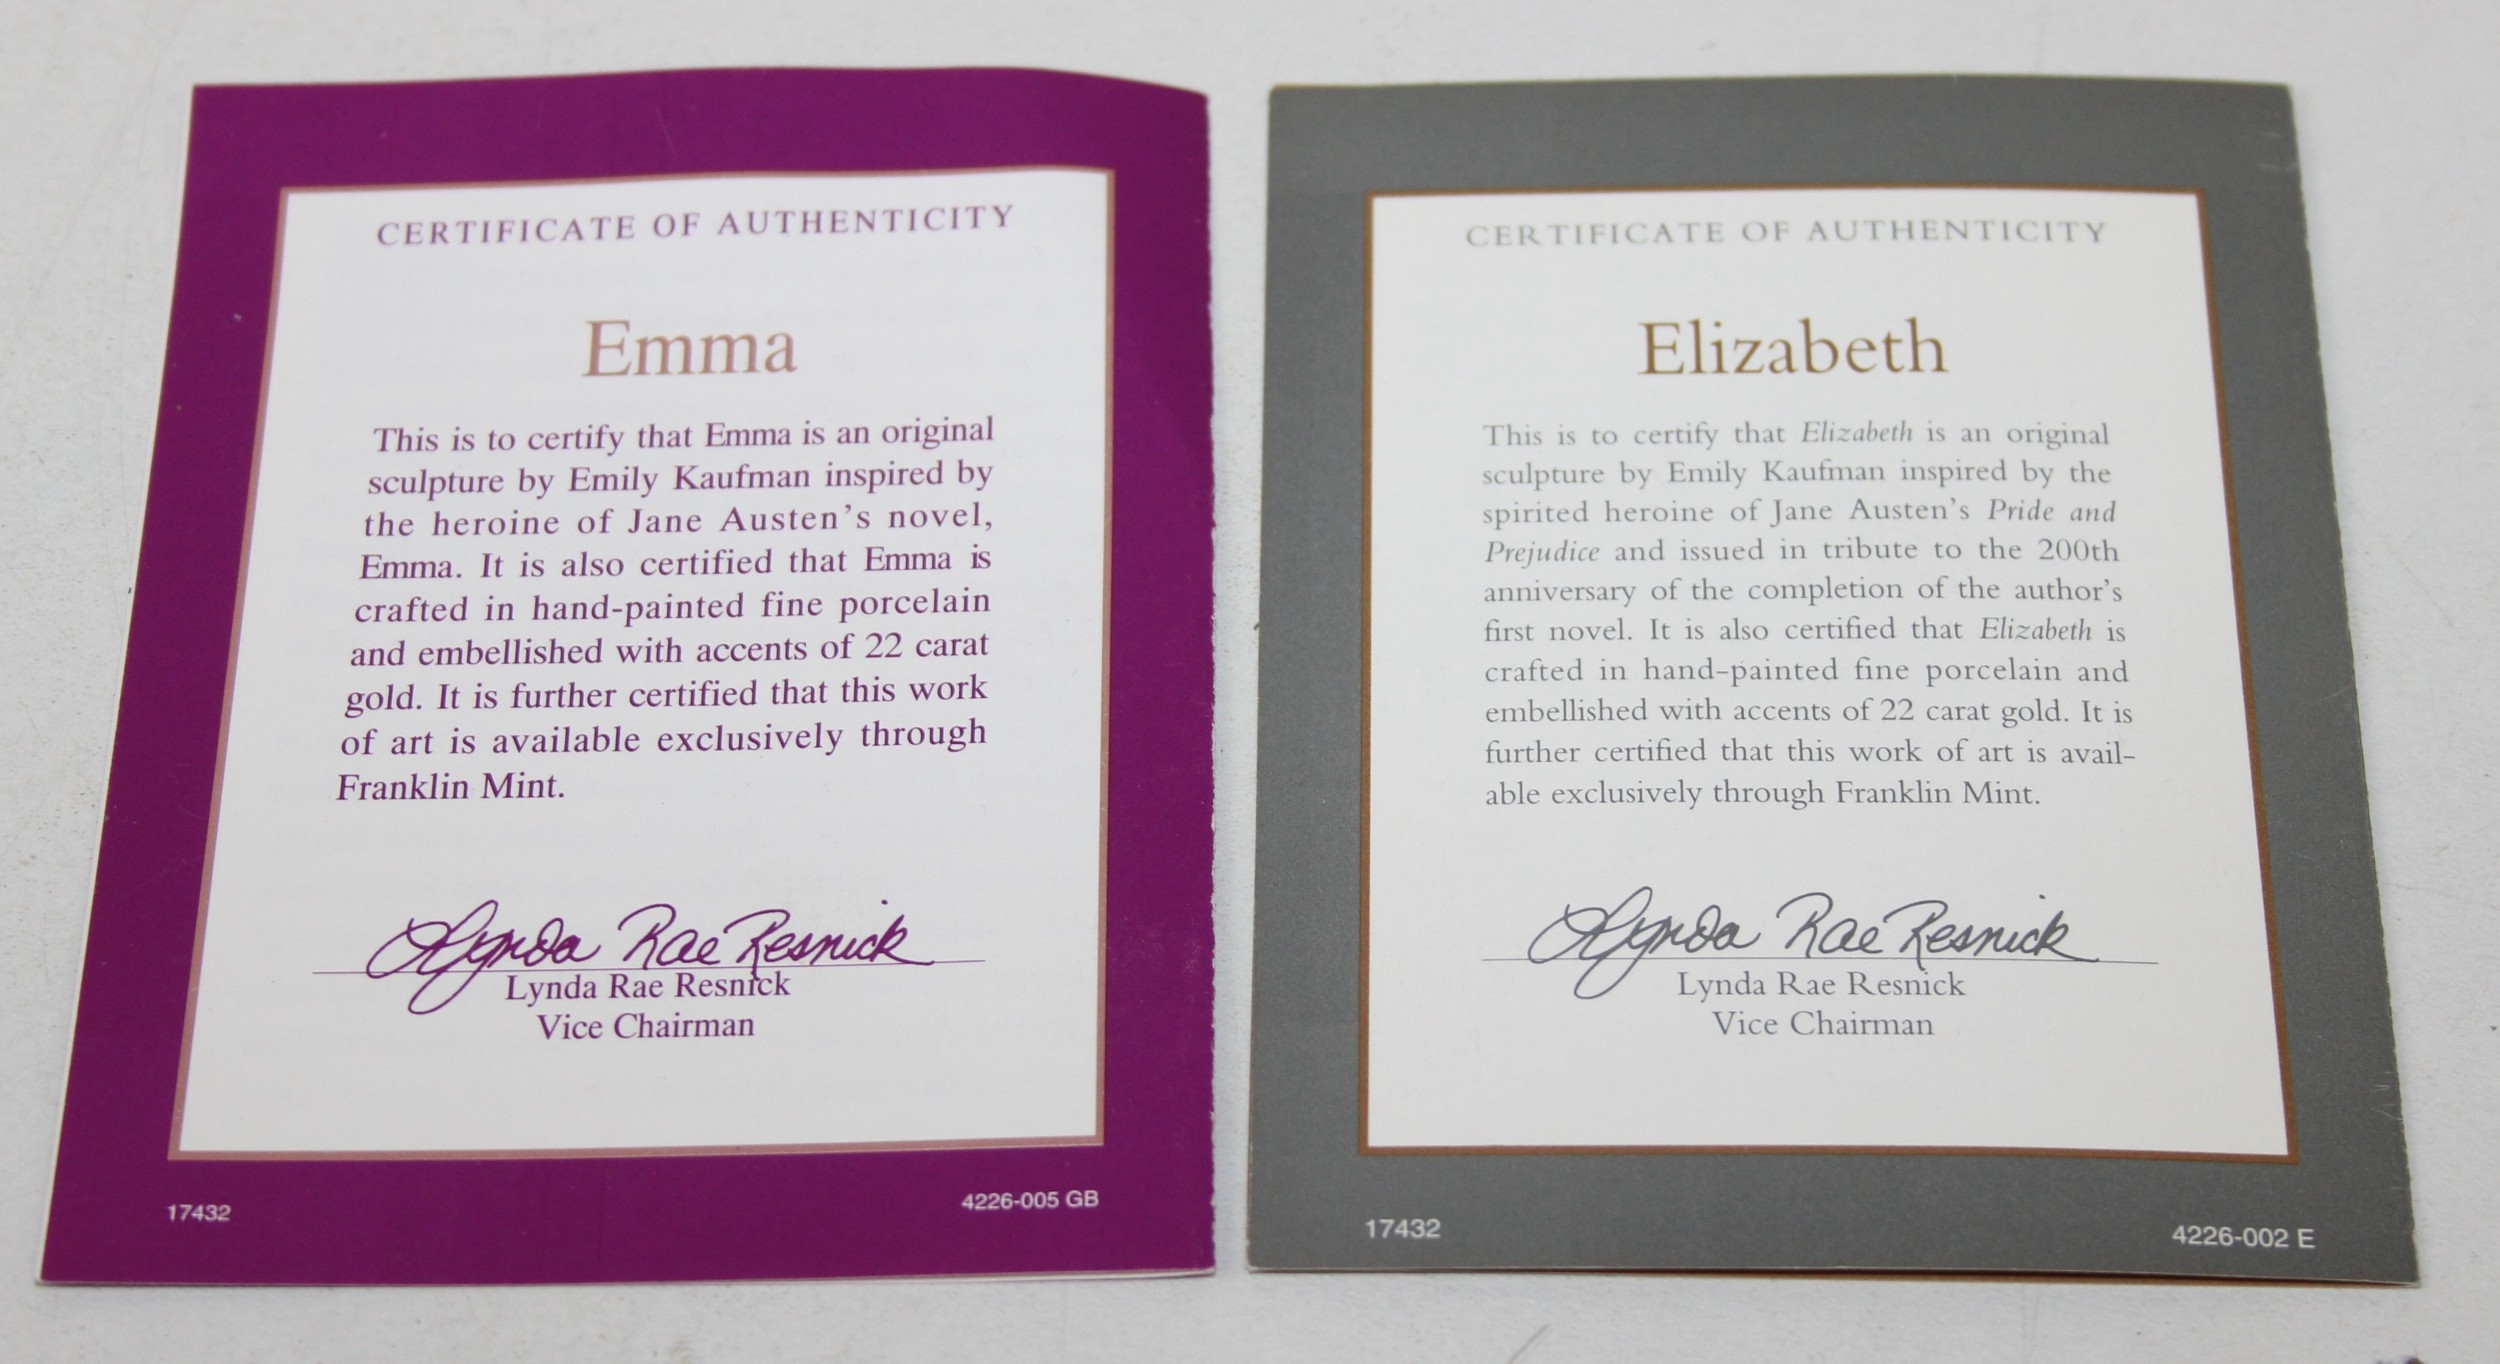 CERTIFICATE OF AUTHENTICITY
Emma
This is to certify that Emma is an original
sculpture by Emily Kaufman inspired by
the heroine of Jane Austen's novel,
Emma. It is also certified that Emma is
crafted in hand-painted fine porcelain
and embellished with accents of 22 carat
gold. It is further certified that this work
of art is available exclusively through
Franklin Mint.
Lynda Rae Resnick
Lynda Rae Resnick
Vice Chairman
17432
4226-005 GB
CERTIFICATE OF AUTHENTICITY
Elizabeth
This is to certify that Elizabeth is an original
sculpture by Emily Kaufman inspired by the
spirited heroine of Jane Austen's Pride and
Prejudice and issued in tribute to the 200th
anniversary of the completion of the author's
first novel. It is also certified that Elizabeth is
crafted in hand-painted fine porcelain and
embellished with accents of 22 carat gold. It is
further certified that this work of art is avail-
able exclusively through Franklin Mint.
Lynda Rae Resnick
Lynda Rae Resnick
Vice Chairman
17432
4226-002 E